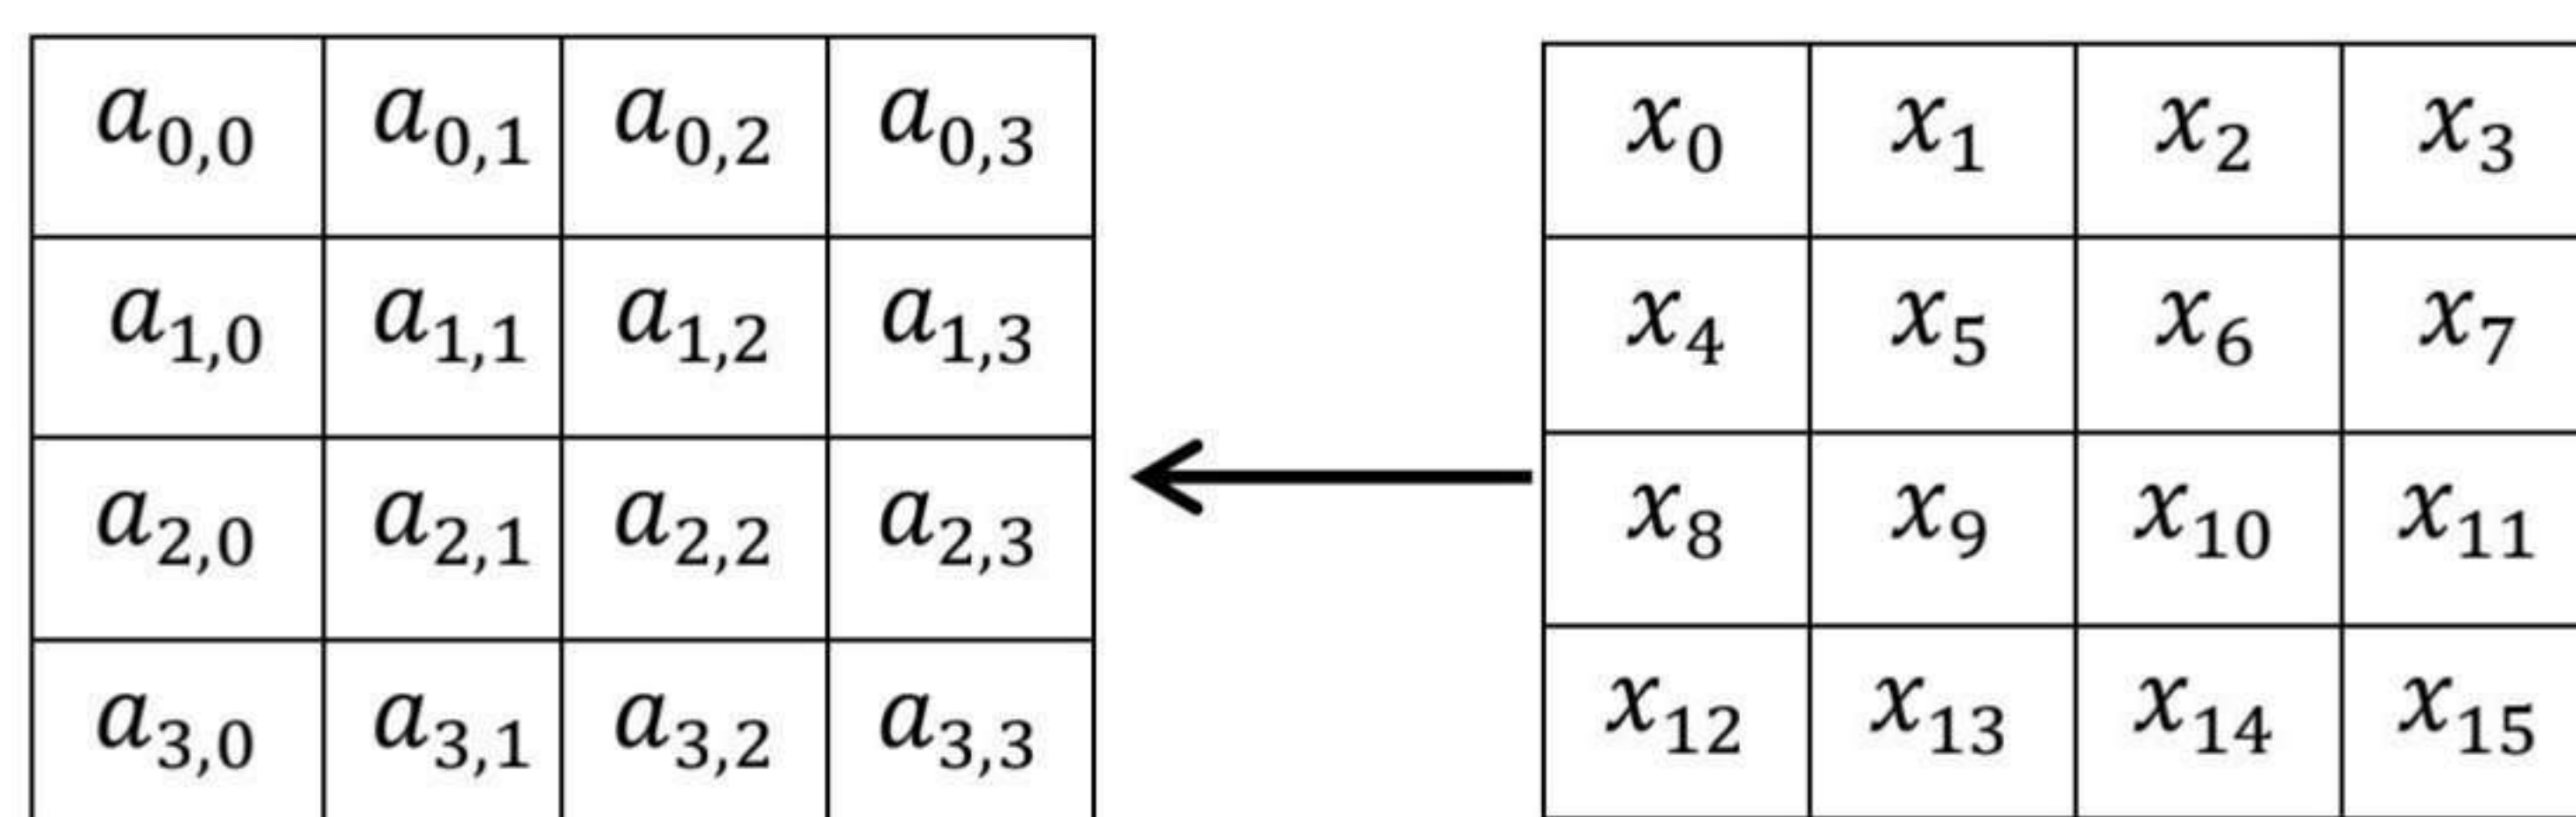 a₀,₀ a₀,₁ a₀,₂ a₀,₃ x₀ x₁ x₂ x₃
a₁,₀ a₁,₁ a₁,₂ a₁,₃ x₄ x₅ x₆ x₇
a₂,₀ a₂,₁ a₂,₂ a₂,₃ x₈ x₉ x₁₀ x₁₁
a₃,₀ a₃,₁ a₃,₂ a₃,₃ x₁₂ x₁₃ x₁₄ x₁₅